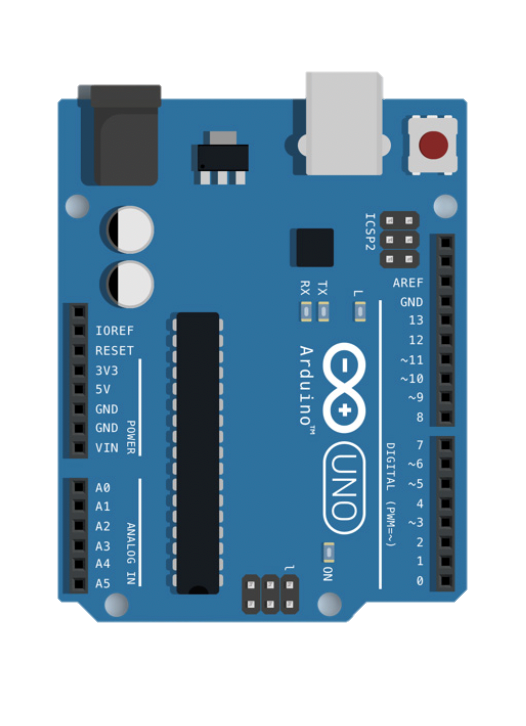 ICSP2
RX
TX
L
AREF
GND
13
12
~11
~10
~9
8
IOREF
RESET
3V3
5V
GND
GND
VIN
POWER
Arduino™
UNO
DIGITAL (PWM=~)
7
~6
~5
4
~3
2
1
0
A0
A1
A2
A3
A4
A5
ANALOG IN
ON
1